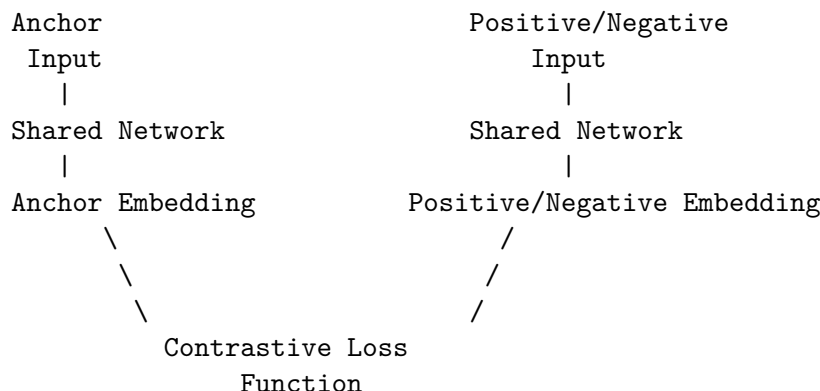 Anchor Positive/Negative
Input Input
| |
Shared Network Shared Network
| |
Anchor Embedding Positive/Negative Embedding
\ /
\ /
\ /
Contrastive Loss
Function